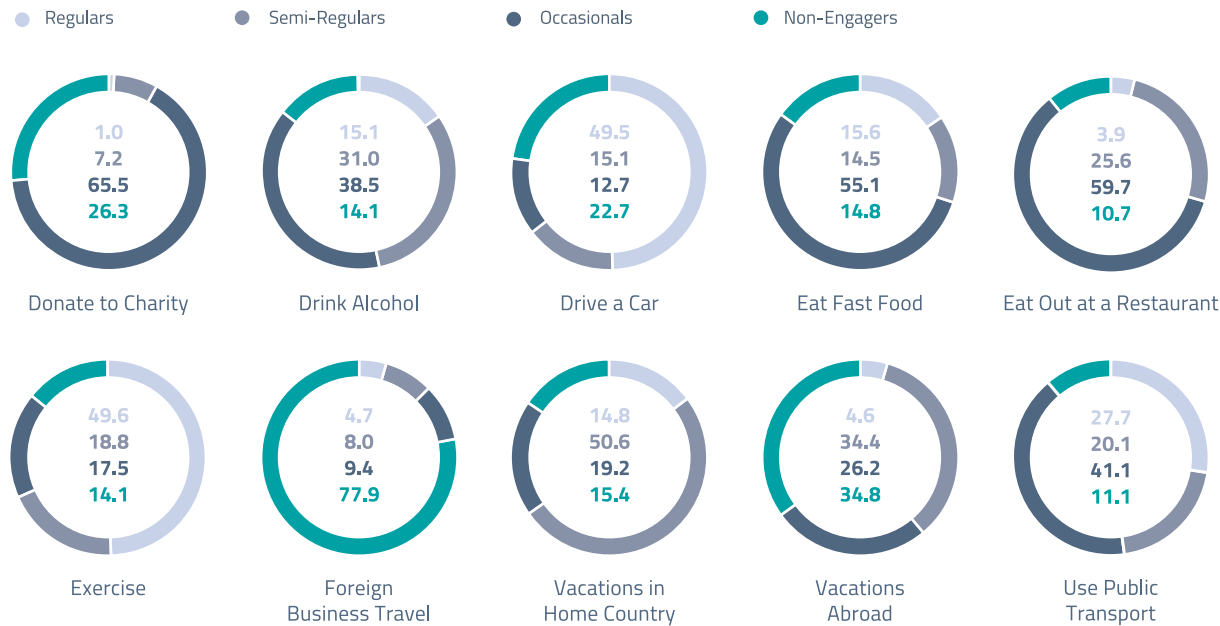 Regulars
Semi-Regulars
Occasionals
Non-Engagers
1.0
7.2
65.5
26.3
Donate to Charity
15.1
31.0
38.5
14.1
Drink Alcohol
49.5
15.1
12.7
22.7
Drive a Car
15.6
14.5
55.1
14.8
Eat Fast Food
3.9
25.6
59.7
10.7
Eat Out at a Restaurant
49.6
18.8
17.5
14.1
Exercise
4.7
8.0
9.4
77.9
Foreign
Business Travel
14.8
50.6
19.2
15.4
Vacations in
Home Country
4.6
34.4
26.2
34.8
Vacations
Abroad
27.7
20.1
41.1
11.1
Use Public
Transport